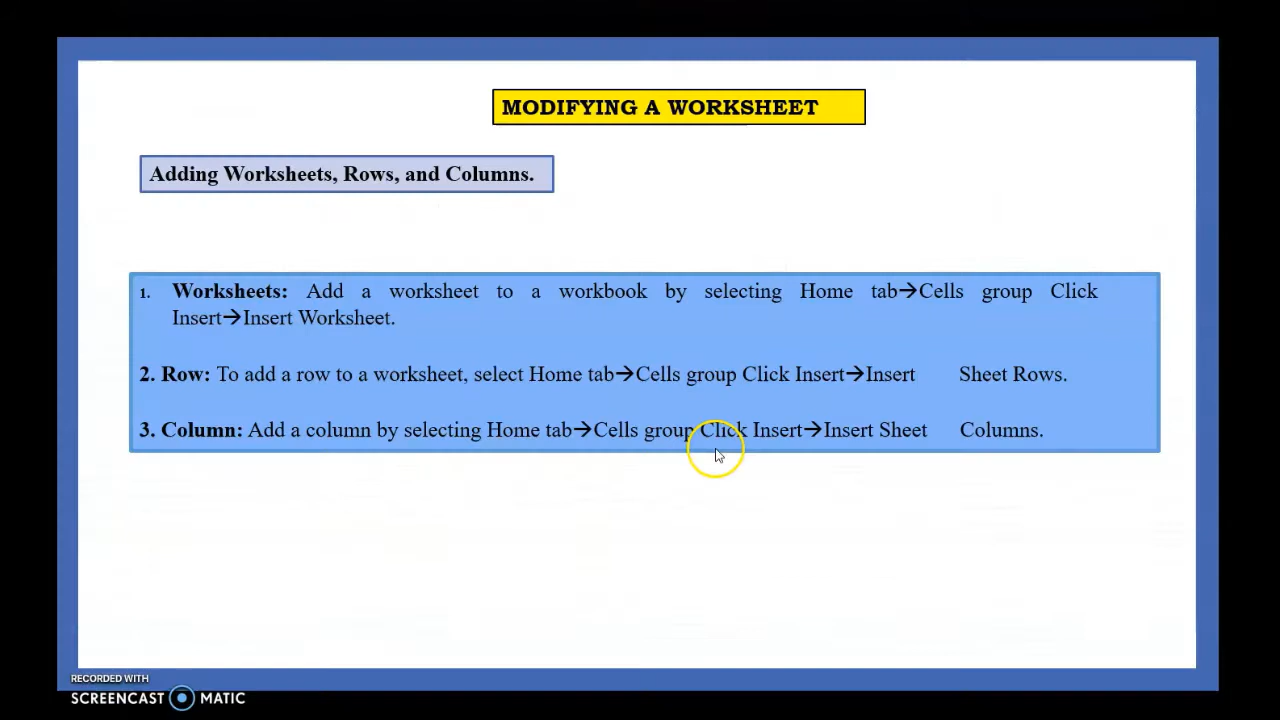 MODIFYING A WORKSHEET
Adding Worksheets, Rows, and Columns.
1. Worksheets: Add a worksheet to a workbook by selecting Home tab→Cells group Click
Insert→Insert Worksheet.
2. Row: To add a row to a worksheet, select Home tab→Cells group Click Insert→Insert Sheet Rows.
3. Column: Add a column by selecting Home tab→Cells group Click Insert→Insert Sheet Columns.
RECORDED WITH
SCREENCAST MATIC